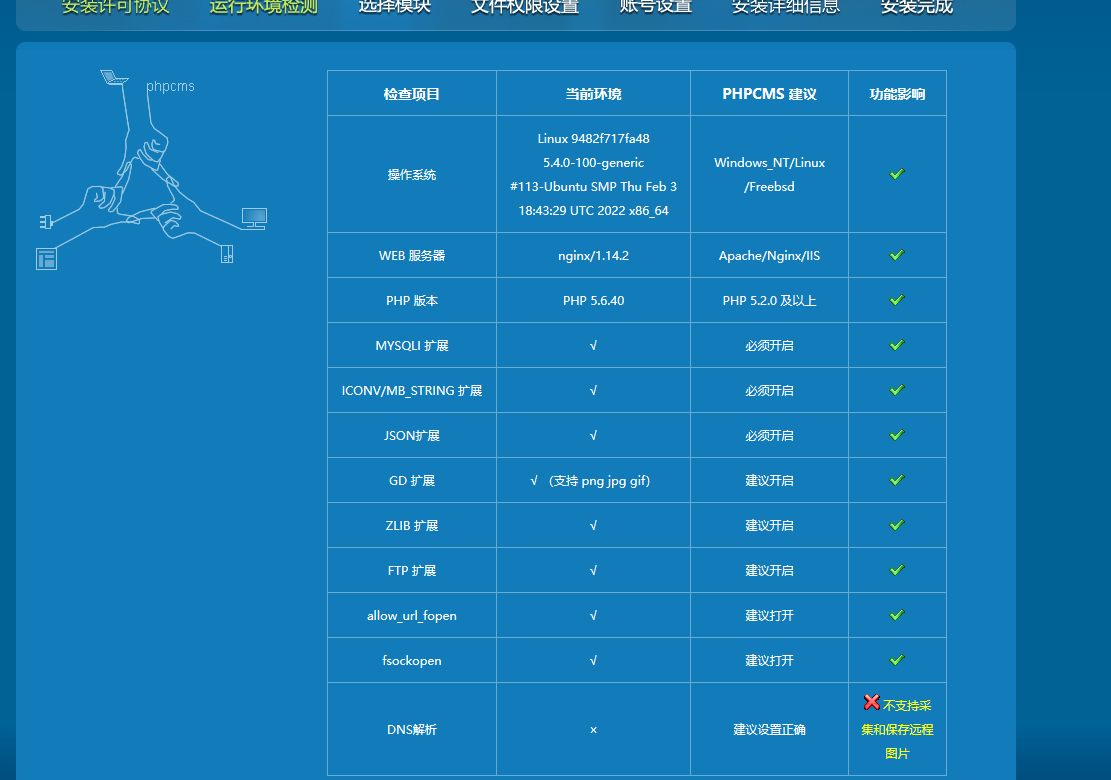 安装许可协议 运行环境检测 选择模块 文件权限设置 账号设置 安装详细信息 安装完成
phpcms
检查项目 当前环境 PHPCMS 建议 功能影响
操作系统 Linux 9482f717fa48 5.4.0-100-generic #113-Ubuntu SMP Thu Feb 3 18:43:29 UTC 2022 x86_64 Windows_NT/Linux/Freebsd
WEB 服务器 nginx/1.14.2 Apache/Nginx/IIS
PHP 版本 PHP 5.6.40 PHP 5.2.0 及以上
MYSQLI 扩展 √ 必须开启
ICONV/MB_STRING 扩展 √ 必须开启
JSON扩展 √ 必须开启
GD 扩展 √ (支持 png jpg gif) 建议开启
ZLIB 扩展 √ 建议开启
FTP 扩展 √ 建议开启
allow_url_fopen √ 建议打开
fsockopen √ 建议打开
DNS解析 × 建议设置正确 不支持采集和保存远程图片